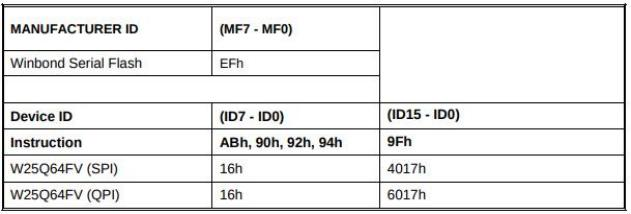 MANUFACTURER ID (MF7 - MF0)
Winbond Serial Flash EFh
Device ID (ID7 - ID0) (ID15 - ID0)
Instruction ABh, 90h, 92h, 94h 9Fh
W25Q64FV (SPI) 16h 4017h
W25Q64FV (QPI) 16h 6017h